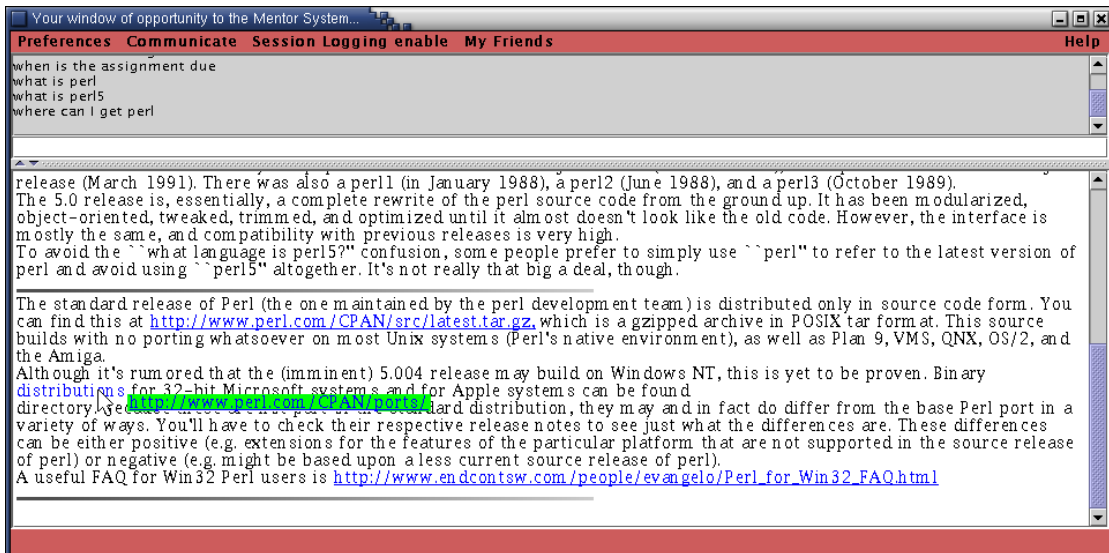 Your window of opportunity to the Mentor System...
Preferences Communicate Session Logging enable My Friends Help
when is the assignment due
what is perl
what is perl5
where can I get perl
release (March 1991). There was also a perl1 (in January 1988), a perl2 (June 1988), and a perl3 (October 1989).
The 5.0 release is, essentially, a complete rewrite of the perl source code from the ground up. It has been modularized,
object-oriented, tweaked, trimmed, and optimized until it almost doesn't look like the old code. However, the interface is
mostly the same, and compatibility with previous releases is very high.
To avoid the ``what language is perl5?'' confusion, some people prefer to simply use ``perl'' to refer to the latest version of
perl and avoid using ``perl5'' altogether. It's not really that big a deal, though.
The standard release of Perl (the one maintained by the perl development team) is distributed only in source code form. You
can find this at http://www.perl.com/CPAN/src/latest.tar.gz, which is a gzipped archive in POSIX tar format. This source
builds with no porting whatsoever on most Unix systems (Perl's native environment), as well as Plan 9, VMS, QNX, OS/2, and
the Amiga.
Although it's rumored that the (imminent) 5.004 release may build on Windows NT, this is yet to be proven. Binary
distributions for 32-bit Microsoft systems and for Apple systems can be found
http://www.perl.com/CPAN/ports/
directory. distribution, they may and in fact do differ from the base Perl port in a
variety of ways. You'll have to check their respective release notes to see just what the differences are. These differences
can be either positive (e.g. extensions for the features of the particular platform that are not supported in the source release
of perl) or negative (e.g. might be based upon a less current source release of perl).
A useful FAQ for Win32 Perl users is http://www.endcontsw.com/people/evangelo/Perl_for_Win32_FAQ.html